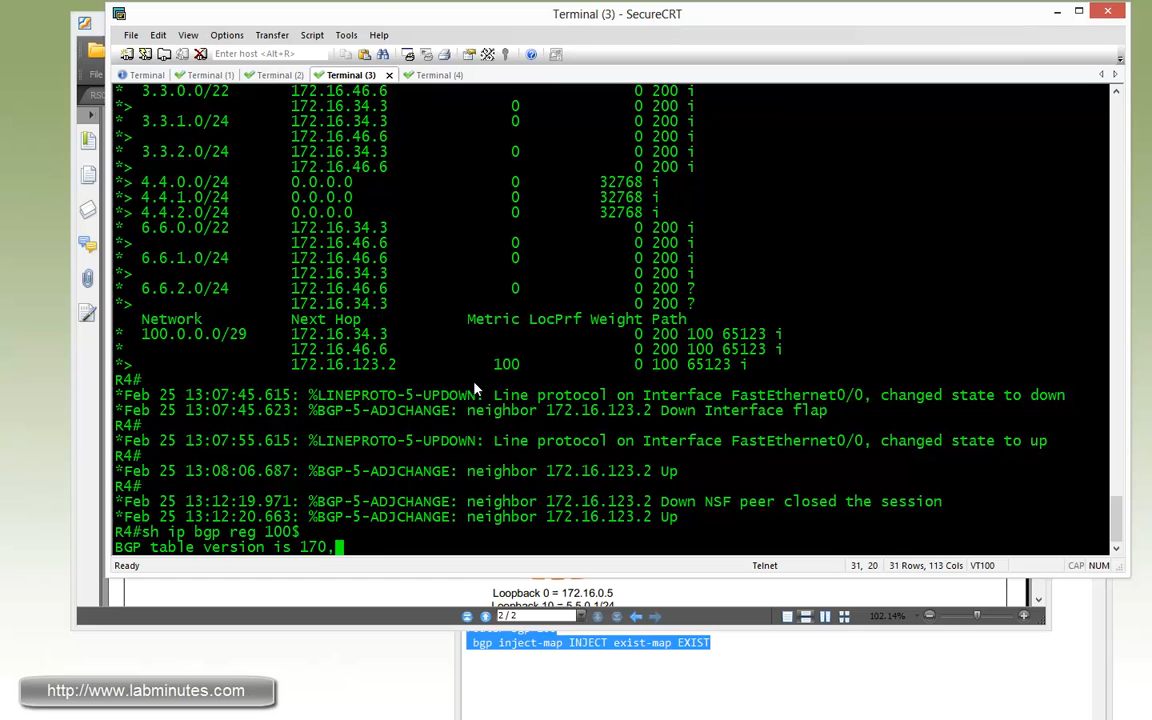 Terminal (3) - SecureCRT
File Edit View Options Transfer Script Tools Help
Enter host <Alt+R>
Terminal Terminal (1) Terminal (2) Terminal (3) Terminal (4)
File
* 3.3.0.0/22 172.16.46.6 0 200 i
*> 172.16.34.3 0 0 200 i
* 3.3.1.0/24 172.16.46.6 0 0 200 i
*> 172.16.34.3 0 200 i
* 3.3.2.0/24 172.16.34.3 0 0 200 i
*> 172.16.46.6 0 200 i
*> 4.4.0.0/24 0.0.0.0 0 32768 i
*> 4.4.1.0/24 0.0.0.0 0 32768 i
*> 4.4.2.0/24 0.0.0.0 0 32768 i
* 6.6.0.0/22 172.16.34.3 0 200 i
*> 172.16.46.6 0 0 200 i
* 6.6.1.0/24 172.16.46.6 0 0 200 i
*> 172.16.34.3 0 200 i
* 6.6.2.0/24 172.16.46.6 0 0 200 ?
*> 172.16.34.3 0 200 ?
Network Next Hop Metric LocPrf Weight Path
* 100.0.0.0/29 172.16.34.3 0 200 100 65123 i
* 172.16.46.6 0 200 100 65123 i
*> 172.16.123.2 100 0 100 65123 i
R4#
*Feb 25 13:07:45.615: %LINEPROTO-5-UPDOWN: Line protocol on Interface FastEthernet0/0, changed state to down
*Feb 25 13:07:45.623: %BGP-5-ADJCHANGE: neighbor 172.16.123.2 Down Interface flap
R4#
*Feb 25 13:07:55.615: %LINEPROTO-5-UPDOWN: Line protocol on Interface FastEthernet0/0, changed state to up
R4#
*Feb 25 13:08:06.687: %BGP-5-ADJCHANGE: neighbor 172.16.123.2 Up
R4#
*Feb 25 13:12:19.971: %BGP-5-ADJCHANGE: neighbor 172.16.123.2 Down NSF peer closed the session
*Feb 25 13:12:20.663: %BGP-5-ADJCHANGE: neighbor 172.16.123.2 Up
R4#sh ip bgp reg 100$
BGP table version is 170,
Ready Telnet 31, 20 31 Rows, 113 Cols VT100 CAP NUM
Loopback 0 = 172.16.0.5
Loopback 10 = 5.5.0.1/24
2 / 2 102.14%
bgp inject-map INJECT exist-map EXIST
http://www.labminutes.com